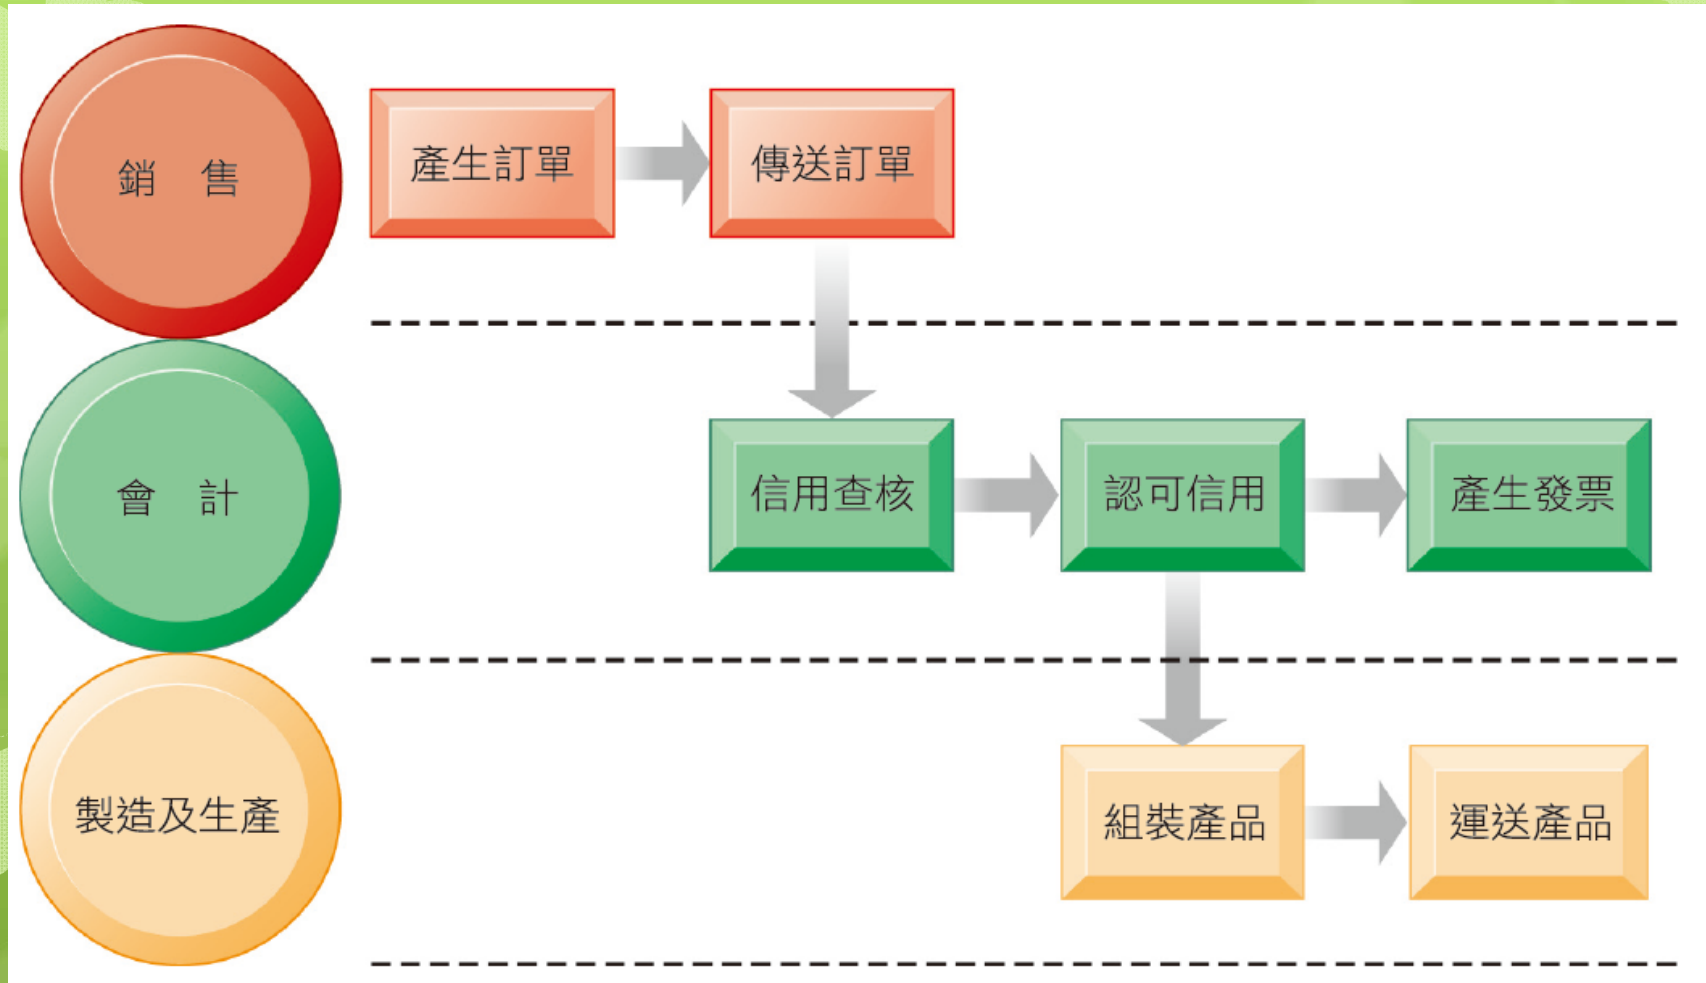 銷 售
產生訂單
傳送訂單
會 計
信用查核
認可信用
產生發票
製造及生產
組裝產品
運送產品